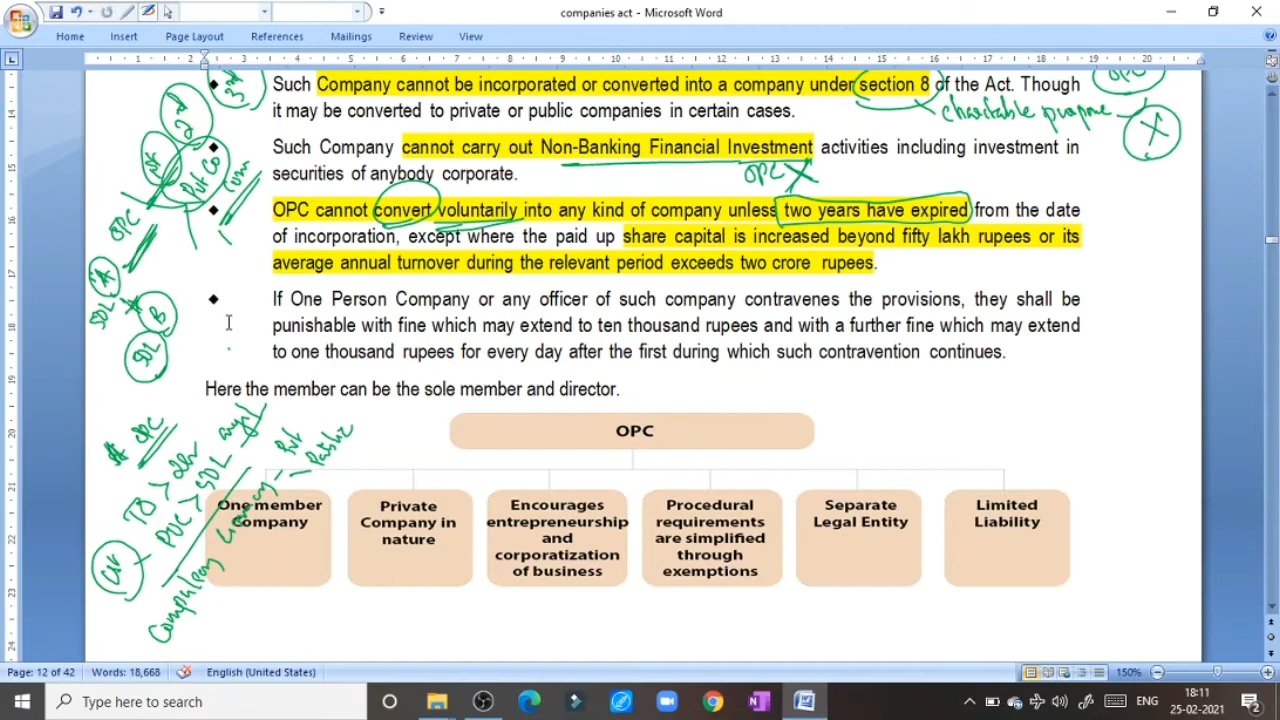 companies act - Microsoft Word
Home Insert Page Layout References Mailings Review View
Such Company cannot be incorporated or converted into a company under section 8 of the Act. Though
it may be converted to private or public companies in certain cases.
OPC
charitable purpose
X
Such Company cannot carry out Non-Banking Financial Investment activities including investment in
securities of anybody corporate.
OPC X
Pvt Co
OPC
OPC cannot convert voluntarily into any kind of company unless two years have expired from the date
of incorporation, except where the paid up share capital is increased beyond fifty lakh rupees or its
average annual turnover during the relevant period exceeds two crore rupees.
If One Person Company or any officer of such company contravenes the provisions, they shall be
punishable with fine which may extend to ten thousand rupees and with a further fine which may extend
to one thousand rupees for every day after the first during which such contravention continues.
Here the member can be the sole member and director.
# OPC
PUC > 50L
Pvt
Public
OPC
One member
Company
Private
Company in
nature
Encourages
entrepreneurship
and
corporatization
of business
Procedural
requirements
are simplified
through
exemptions
Separate
Legal Entity
Limited
Liability
Page: 12 of 42 Words: 18,668 English (United States) 150%
Type here to search
ENG
18:11
25-02-2021
2